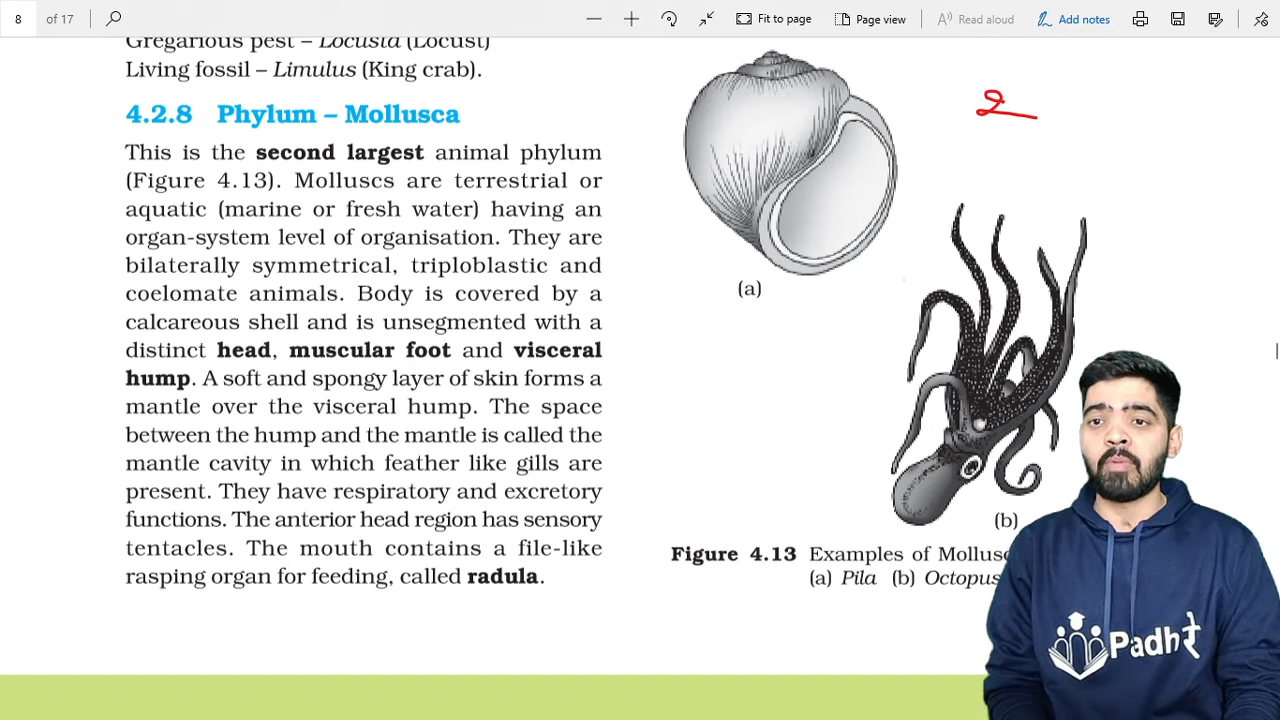 8 of 17 Fit to page Page view Read aloud Add notes
Gregarious pest – Locusta (Locust)
Living fossil – Limulus (King crab).
4.2.8 Phylum – Mollusca
This is the second largest animal phylum
(Figure 4.13). Molluscs are terrestrial or
aquatic (marine or fresh water) having an
organ-system level of organisation. They are
bilaterally symmetrical, triploblastic and
coelomate animals. Body is covered by a
calcareous shell and is unsegmented with a
distinct head, muscular foot and visceral
hump. A soft and spongy layer of skin forms a
mantle over the visceral hump. The space
between the hump and the mantle is called the
mantle cavity in which feather like gills are
present. They have respiratory and excretory
functions. The anterior head region has sensory
tentacles. The mouth contains a file-like
rasping organ for feeding, called radula.
2
(a)
(b)
Figure 4.13 Examples of Mollusc
(a) Pila (b) Octopus
Padhरे